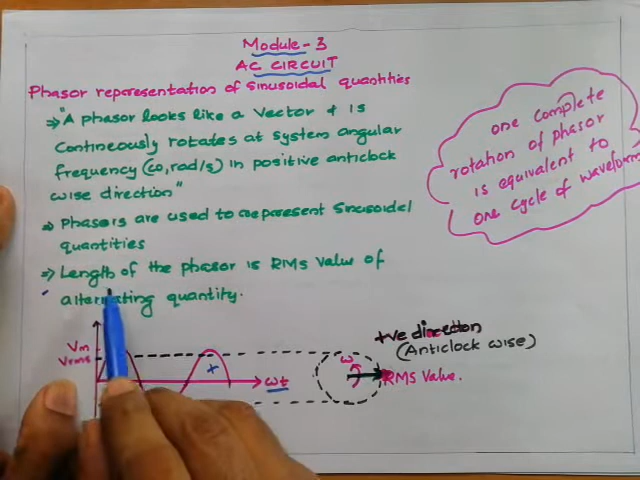 Module-3
AC CIRCUIT
Phasor reporesentation of sinusoidal quantities
⇒ "A phasor looks like a vector & is
Contineously rotates at system angular
frequency (ω, rad/s) in positive anticlock
wise direction"
⇒ Phasors are used to represent sinusoidal
quantities
⇒ Length of the phasor is RMS value of
alternating quantity.
one complete
rotation of phasor
is equivalent to
one cycle of waveform
+ve direction
(Anticlock wise)
Vm
Vrms
+
ωt
ω
RMS Value.